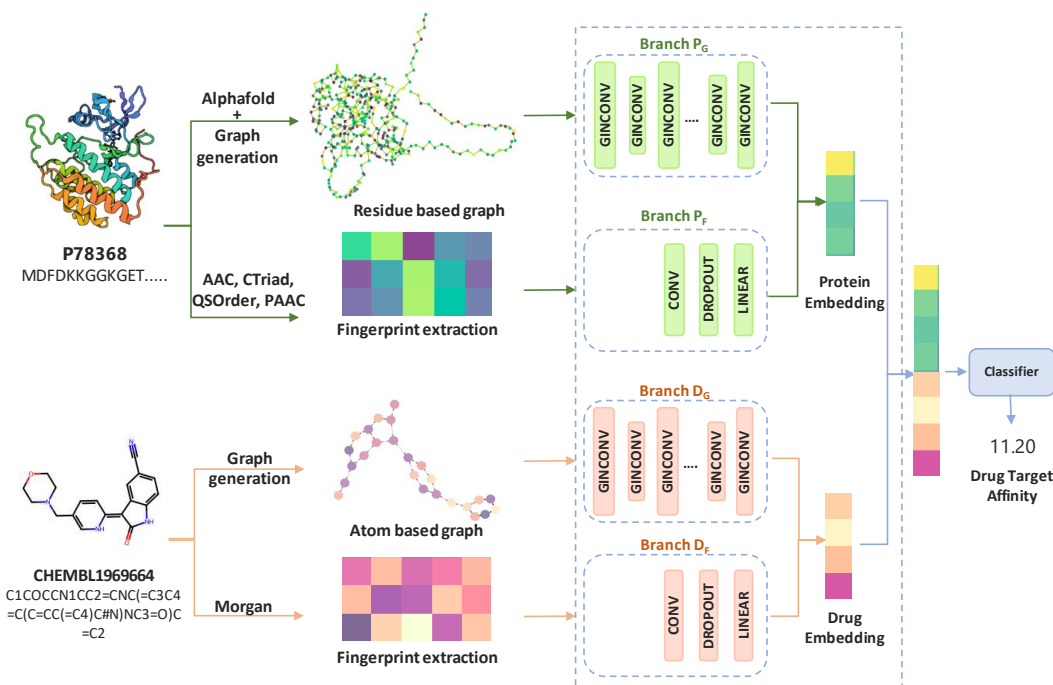 Branch PG
GINCONV
GINCONV
GINCONV
....
GINCONV
GINCONV
Alphafold
+
Graph
generation
Residue based graph
P78368
MDFDKKGGKGET.....
AAC, CTriad,
QSOrder, PAAC
Fingerprint extraction
Branch PF
CONV
DROPOUT
LINEAR
Protein
Embedding
Classifier
11.20
Drug Target
Affinity
Branch DG
GINCONV
GINCONV
GINCONV
....
GINCONV
GINCONV
Graph
generation
Atom based graph
N
O
N
NH
O
NH
CHEMBL1969664
C1COCCN1CC2=CNC(=C3C4
=C(C=CC(=C4)C#N)NC3=O)C
=C2
Morgan
Fingerprint extraction
Branch DF
CONV
DROPOUT
LINEAR
Drug
Embedding